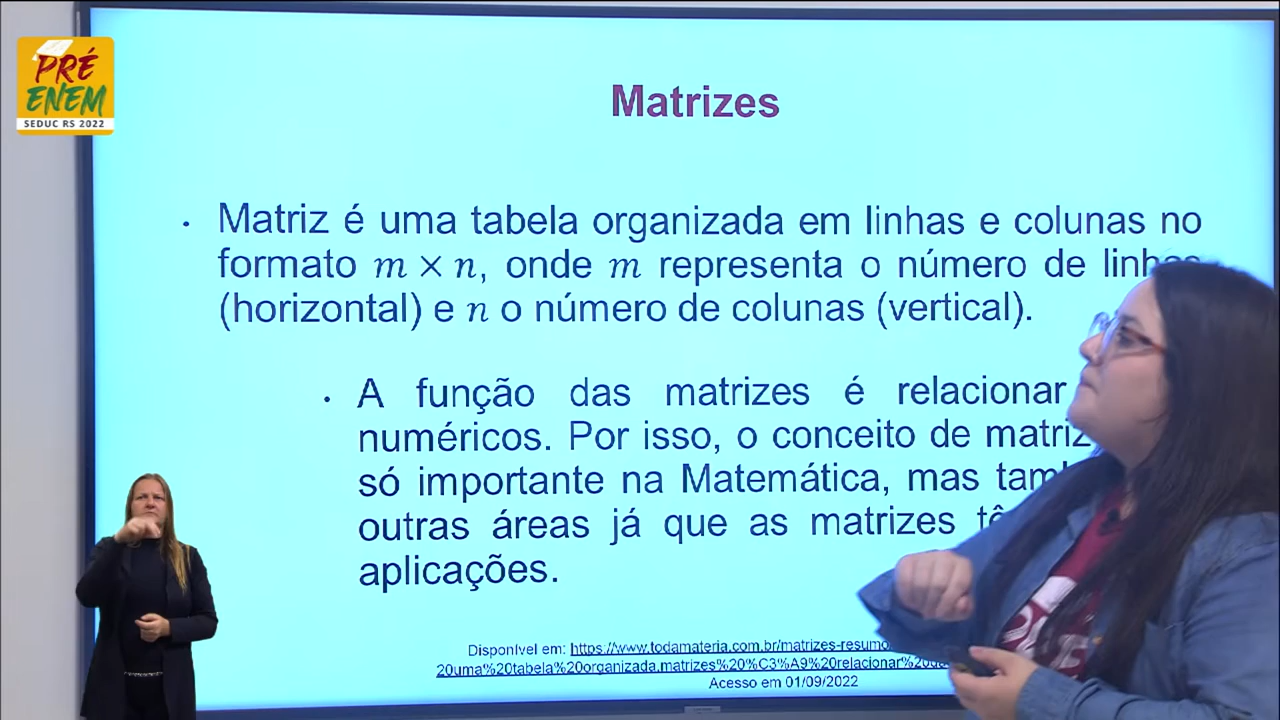 PRÉ
ENEM
SEDUC RS 2022
Matrizes
• Matriz é uma tabela organizada em linhas e colunas no
formato m × n, onde m representa o número de linhas
(horizontal) e n o número de colunas (vertical).
• A função das matrizes é relacionar
numéricos. Por isso, o conceito de matriz
só importante na Matemática, mas
outras áreas já que as matrizes
aplicações.
Disponível em: https://www.todamateria.com.br/matrizes-resumo
20uma%20tabela%20organizada,matrizes%20%C3%A9%20relacionar%20
Acesso em 01/09/2022